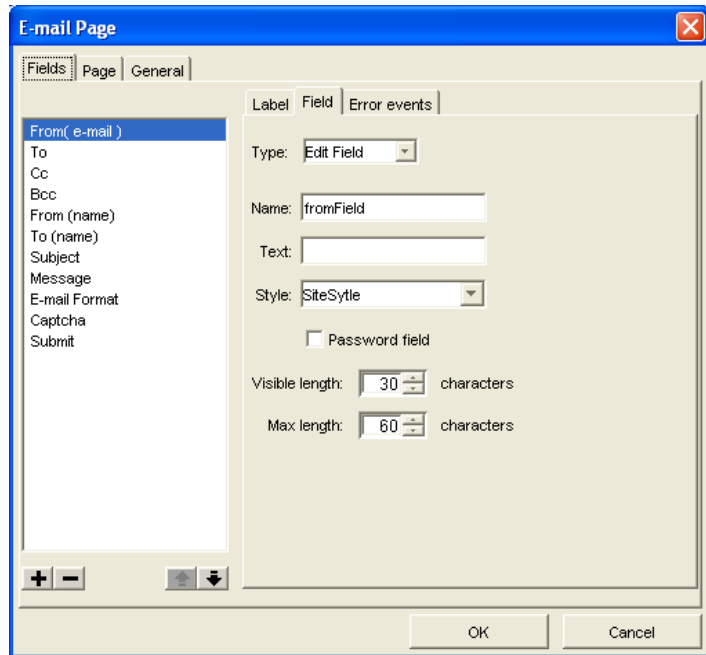 E-mail Page
Fields Page General
Label Field Error events
From( e-mail )
To
Cc
Bcc
From (name)
To (name)
Subject
Message
E-mail Format
Captcha
Submit
Type: Edit Field
Name: fromField
Text:
Style: SiteSytle
Password field
Visible length: 30 characters
Max length: 60 characters
OK Cancel